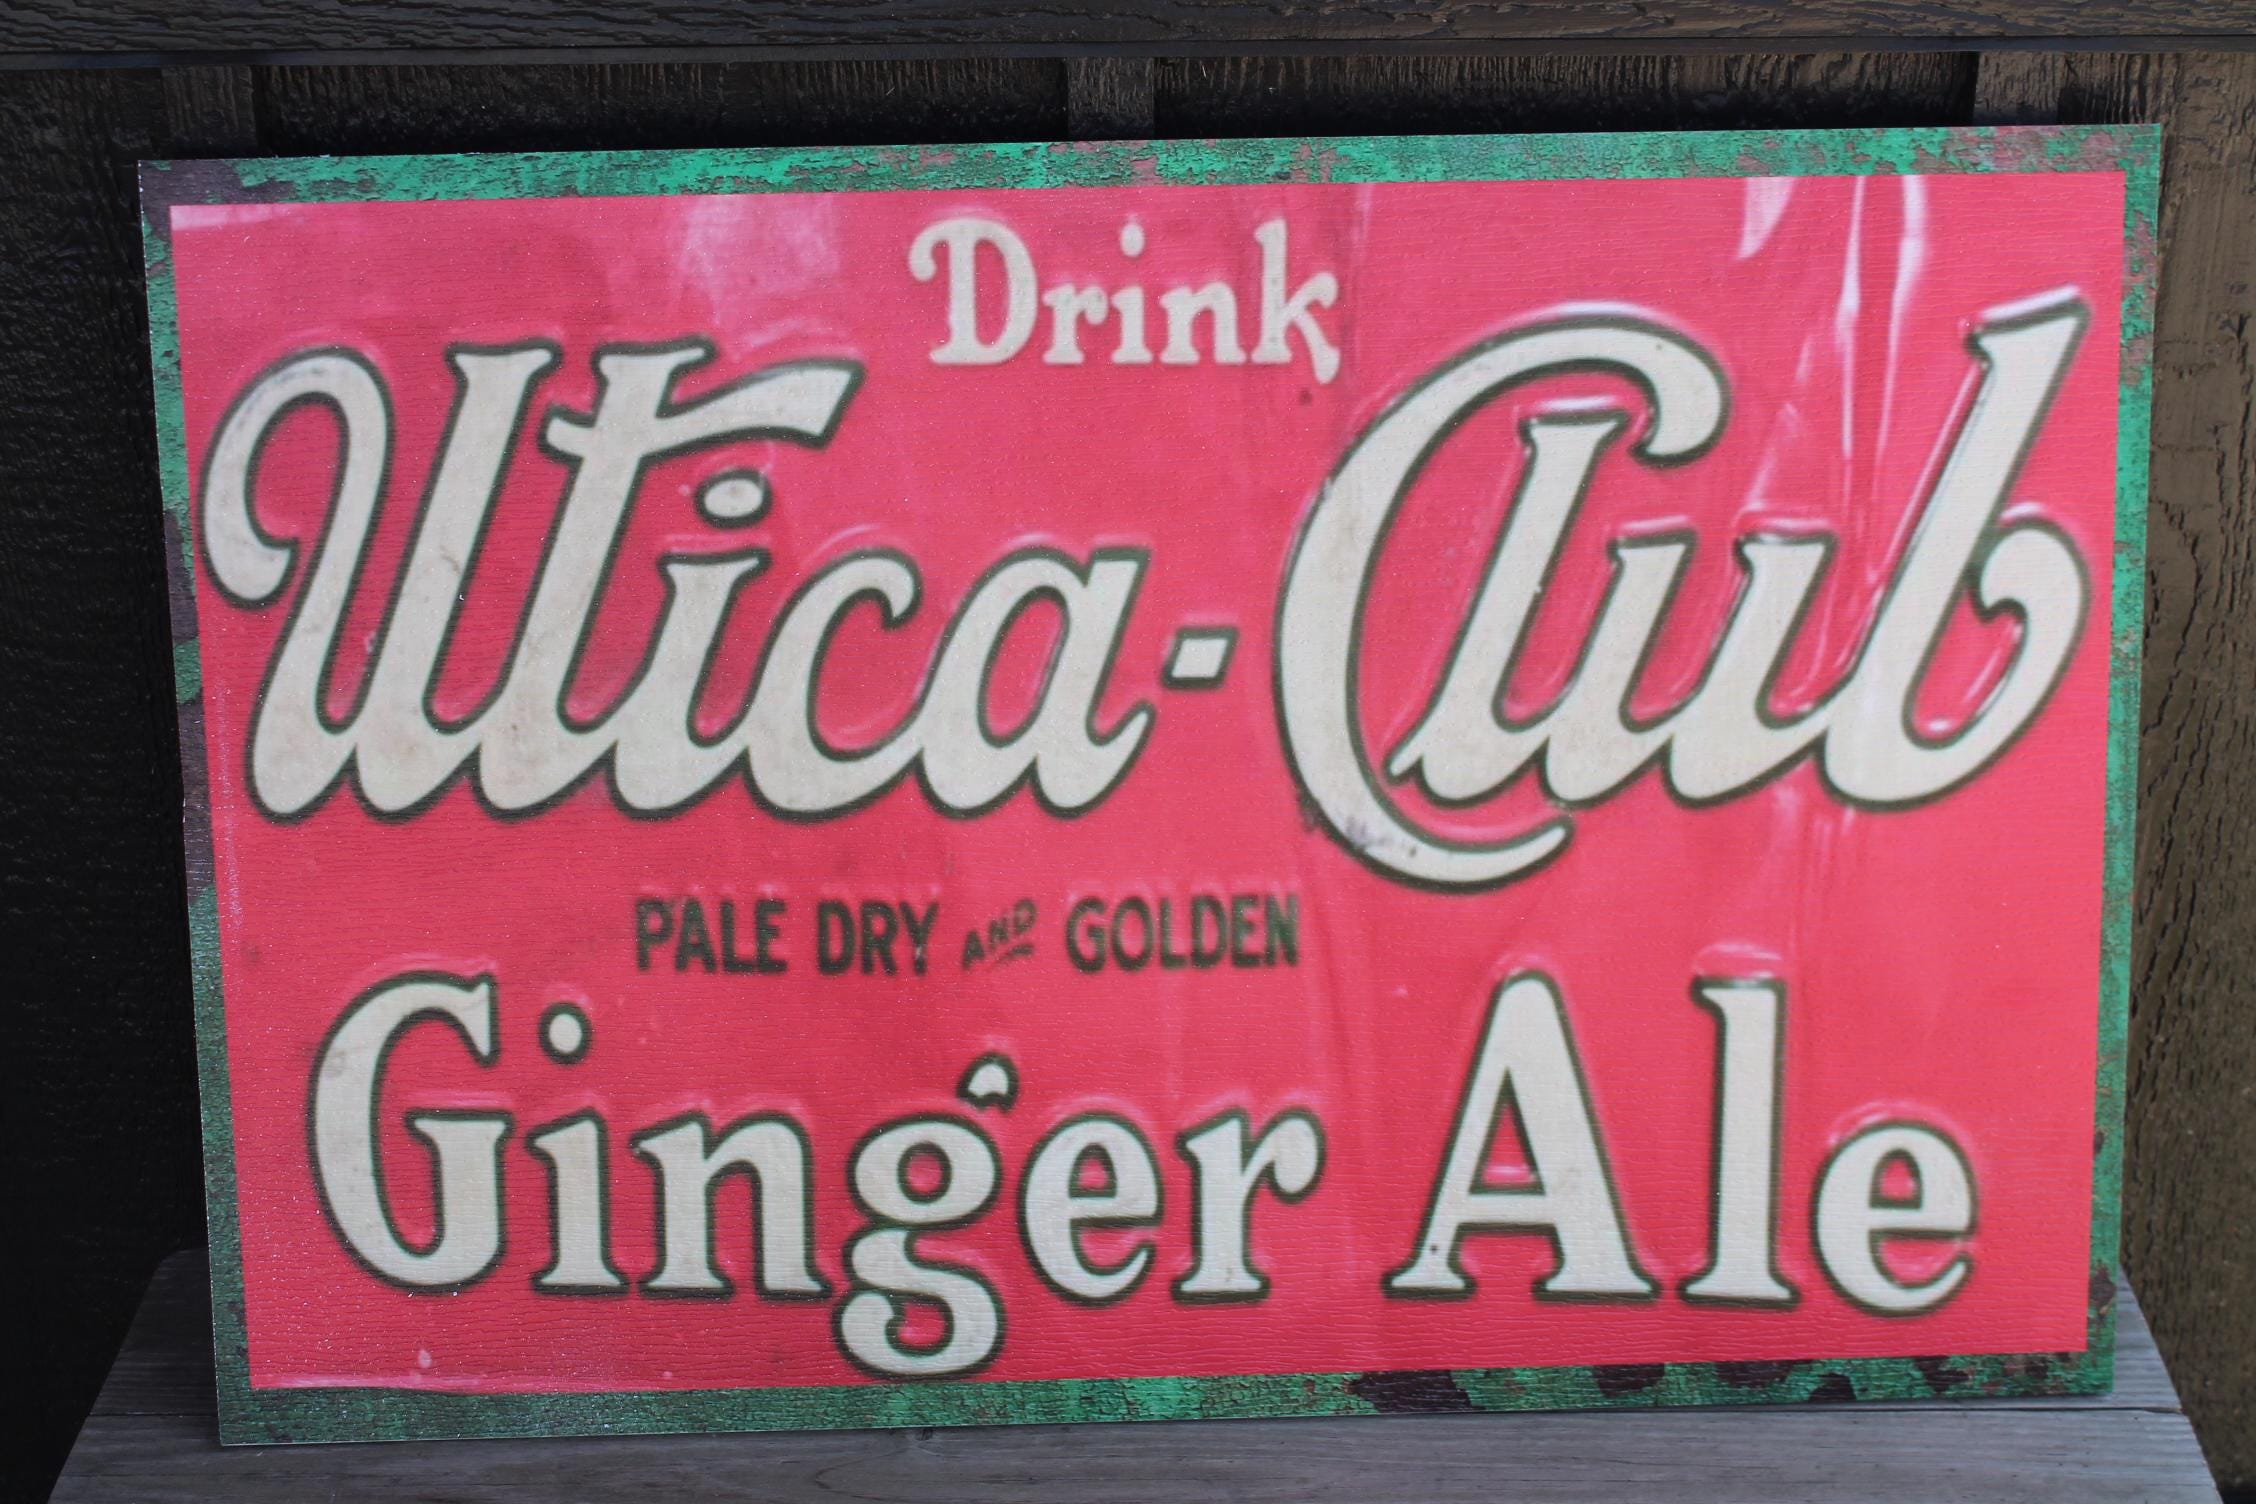 Drink
Utica-Club
PALE DRY AND GOLDEN
Ginger Ale